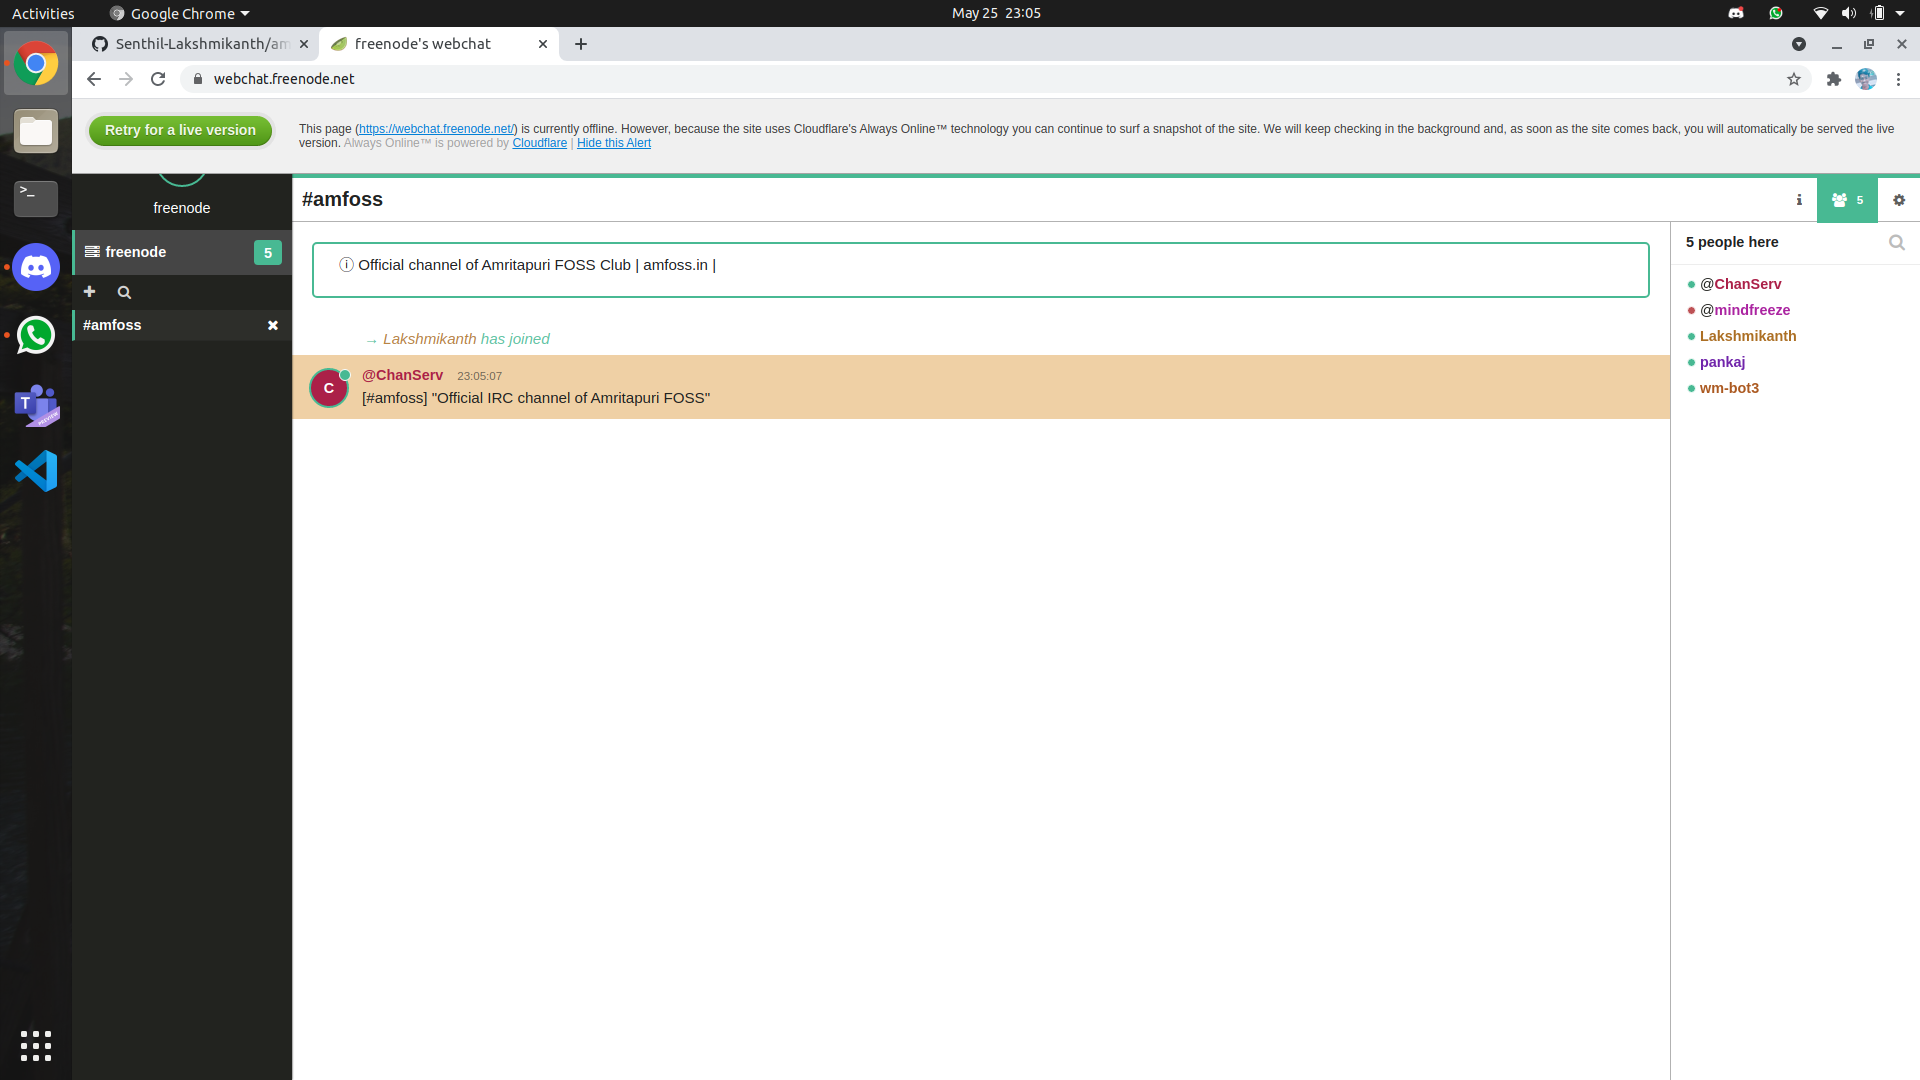 Activities
Google Chrome
May 25 23:05
Senthil-Lakshmikanth/am
freenode's webchat
webchat.freenode.net
Retry for a live version
This page (https://webchat.freenode.net/) is currently offline. However, because the site uses Cloudflare's Always Online™ technology you can continue to surf a snapshot of the site. We will keep checking in the background and, as soon as the site comes back, you will automatically be served the live
version. Always Online™ is powered by Cloudflare | Hide this Alert
freenode
#amfoss
5
freenode
5
#amfoss
ⓘ Official channel of Amritapuri FOSS Club | amfoss.in |
→ Lakshmikanth has joined
C
@ChanServ 23:05:07
[#amfoss] "Official IRC channel of Amritapuri FOSS"
5 people here
@ChanServ
@mindfreeze
Lakshmikanth
pankaj
wm-bot3
>_
T
PREVIEW